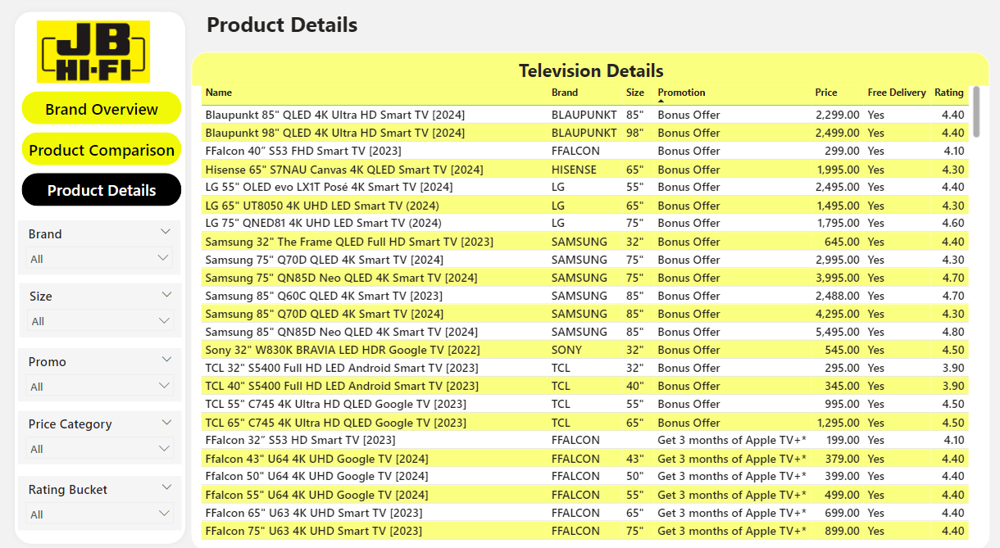 JB
HI-FI
Brand Overview
Product Comparison
Product Details
Brand
All
Size
All
Promo
All
Price Category
All
Rating Bucket
All
Product Details
Television Details
Name Brand Size Promotion Price Free Delivery Rating
Blaupunkt 85" QLED 4K Ultra HD Smart TV [2024] BLAUPUNKT 85" Bonus Offer 2,299.00 Yes 4.40
Blaupunkt 98" QLED 4K Ultra HD Smart TV [2024] BLAUPUNKT 98" Bonus Offer 2,499.00 Yes 4.40
FFalcon 40” S53 FHD Smart TV [2023] FFALCON Bonus Offer 299.00 Yes 4.10
Hisense 65" S7NAU Canvas 4K QLED Smart TV [2024] HISENSE 65" Bonus Offer 1,995.00 Yes 4.30
LG 55" OLED evo LX1T Posé 4K Smart TV [2024] LG 55" Bonus Offer 2,495.00 Yes 4.40
LG 65" UT8050 4K UHD LED Smart TV (2024) LG 65" Bonus Offer 1,495.00 Yes 4.30
LG 75" QNED81 4K UHD LED Smart TV (2024) LG 75" Bonus Offer 1,795.00 Yes 4.60
Samsung 32" The Frame QLED Full HD Smart TV [2023] SAMSUNG 32" Bonus Offer 645.00 Yes 4.40
Samsung 75" Q70D QLED 4K Smart TV [2024] SAMSUNG 75" Bonus Offer 2,995.00 Yes 4.30
Samsung 75" QN85D Neo QLED 4K Smart TV [2024] SAMSUNG 75" Bonus Offer 3,995.00 Yes 4.70
Samsung 85" Q60C QLED 4K Smart TV [2023] SAMSUNG 85" Bonus Offer 2,488.00 Yes 4.70
Samsung 85" Q70D QLED 4K Smart TV [2024] SAMSUNG 85" Bonus Offer 4,295.00 Yes 4.30
Samsung 85" QN85D Neo QLED 4K Smart TV [2024] SAMSUNG 85" Bonus Offer 5,495.00 Yes 4.80
Sony 32" W830K BRAVIA LED HDR Google TV [2022] SONY 32" Bonus Offer 545.00 Yes 4.50
TCL 32" S5400 Full HD LED Android Smart TV [2023] TCL 32" Bonus Offer 295.00 Yes 3.90
TCL 40" S5400 Full HD LED Android Smart TV [2023] TCL 40" Bonus Offer 345.00 Yes 3.90
TCL 55" C745 4K Ultra HD QLED Google TV [2023] TCL 55" Bonus Offer 995.00 Yes 4.50
TCL 65" C745 4K Ultra HD QLED Google TV [2023] TCL 65" Bonus Offer 1,295.00 Yes 4.50
FFalcon 32” S53 HD Smart TV [2023] FFALCON Get 3 months of Apple TV+* 199.00 Yes 4.10
Ffalcon 43" U64 4K UHD Google TV [2024] FFALCON 43" Get 3 months of Apple TV+* 379.00 Yes 4.40
Ffalcon 50" U64 4K UHD Google TV [2024] FFALCON 50" Get 3 months of Apple TV+* 399.00 Yes 4.40
Ffalcon 55" U64 4K UHD Google TV [2024] FFALCON 55" Get 3 months of Apple TV+* 499.00 Yes 4.40
FFalcon 65" U63 4K UHD Smart TV [2023] FFALCON 65" Get 3 months of Apple TV+* 699.00 Yes 4.40
FFalcon 75" U63 4K UHD Smart TV [2023] FFALCON 75" Get 3 months of Apple TV+* 899.00 Yes 4.40